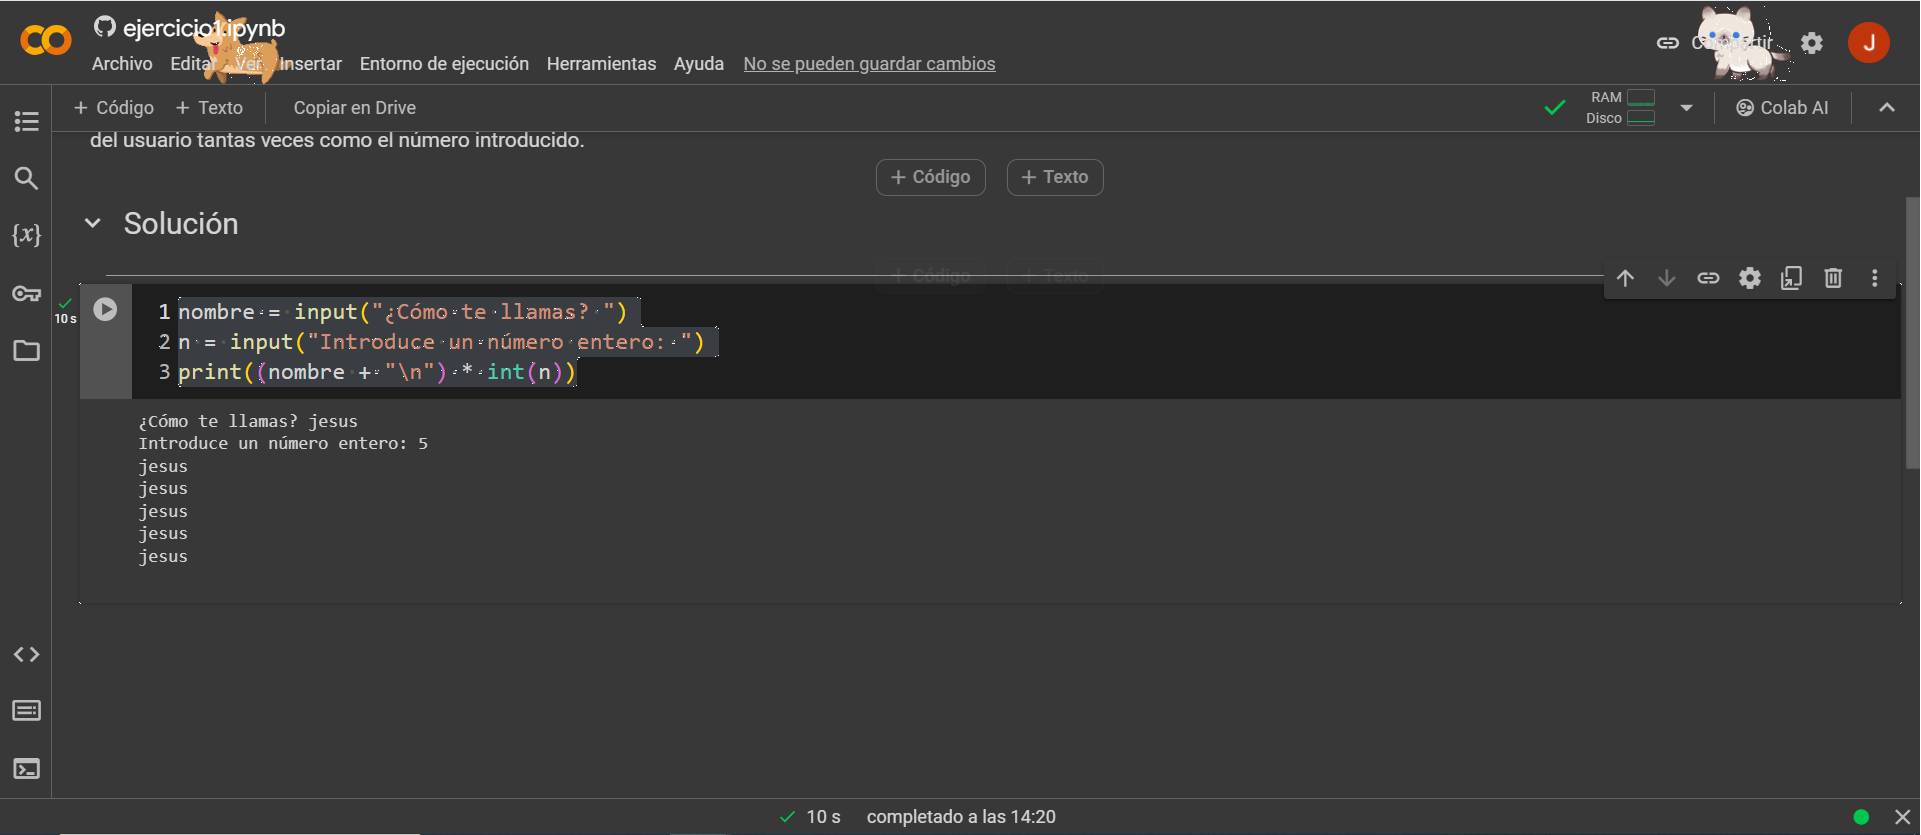 ejercicio1.ipynb
Archivo Editar Ver Insertar Entorno de ejecución Herramientas Ayuda No se pueden guardar cambios
Compartir
J
+ Código + Texto Copiar en Drive
RAM
Disco
Colab AI
del usuario tantas veces como el número introducido.
+ Código + Texto
Solución
+ Código + Texto
10 s
1 nombre = input("¿Cómo te llamas? ")
2 n = input("Introduce un número entero: ")
3 print((nombre + "\n") * int(n))
¿Cómo te llamas? jesus
Introduce un número entero: 5
jesus
jesus
jesus
jesus
jesus
10 s completado a las 14:20